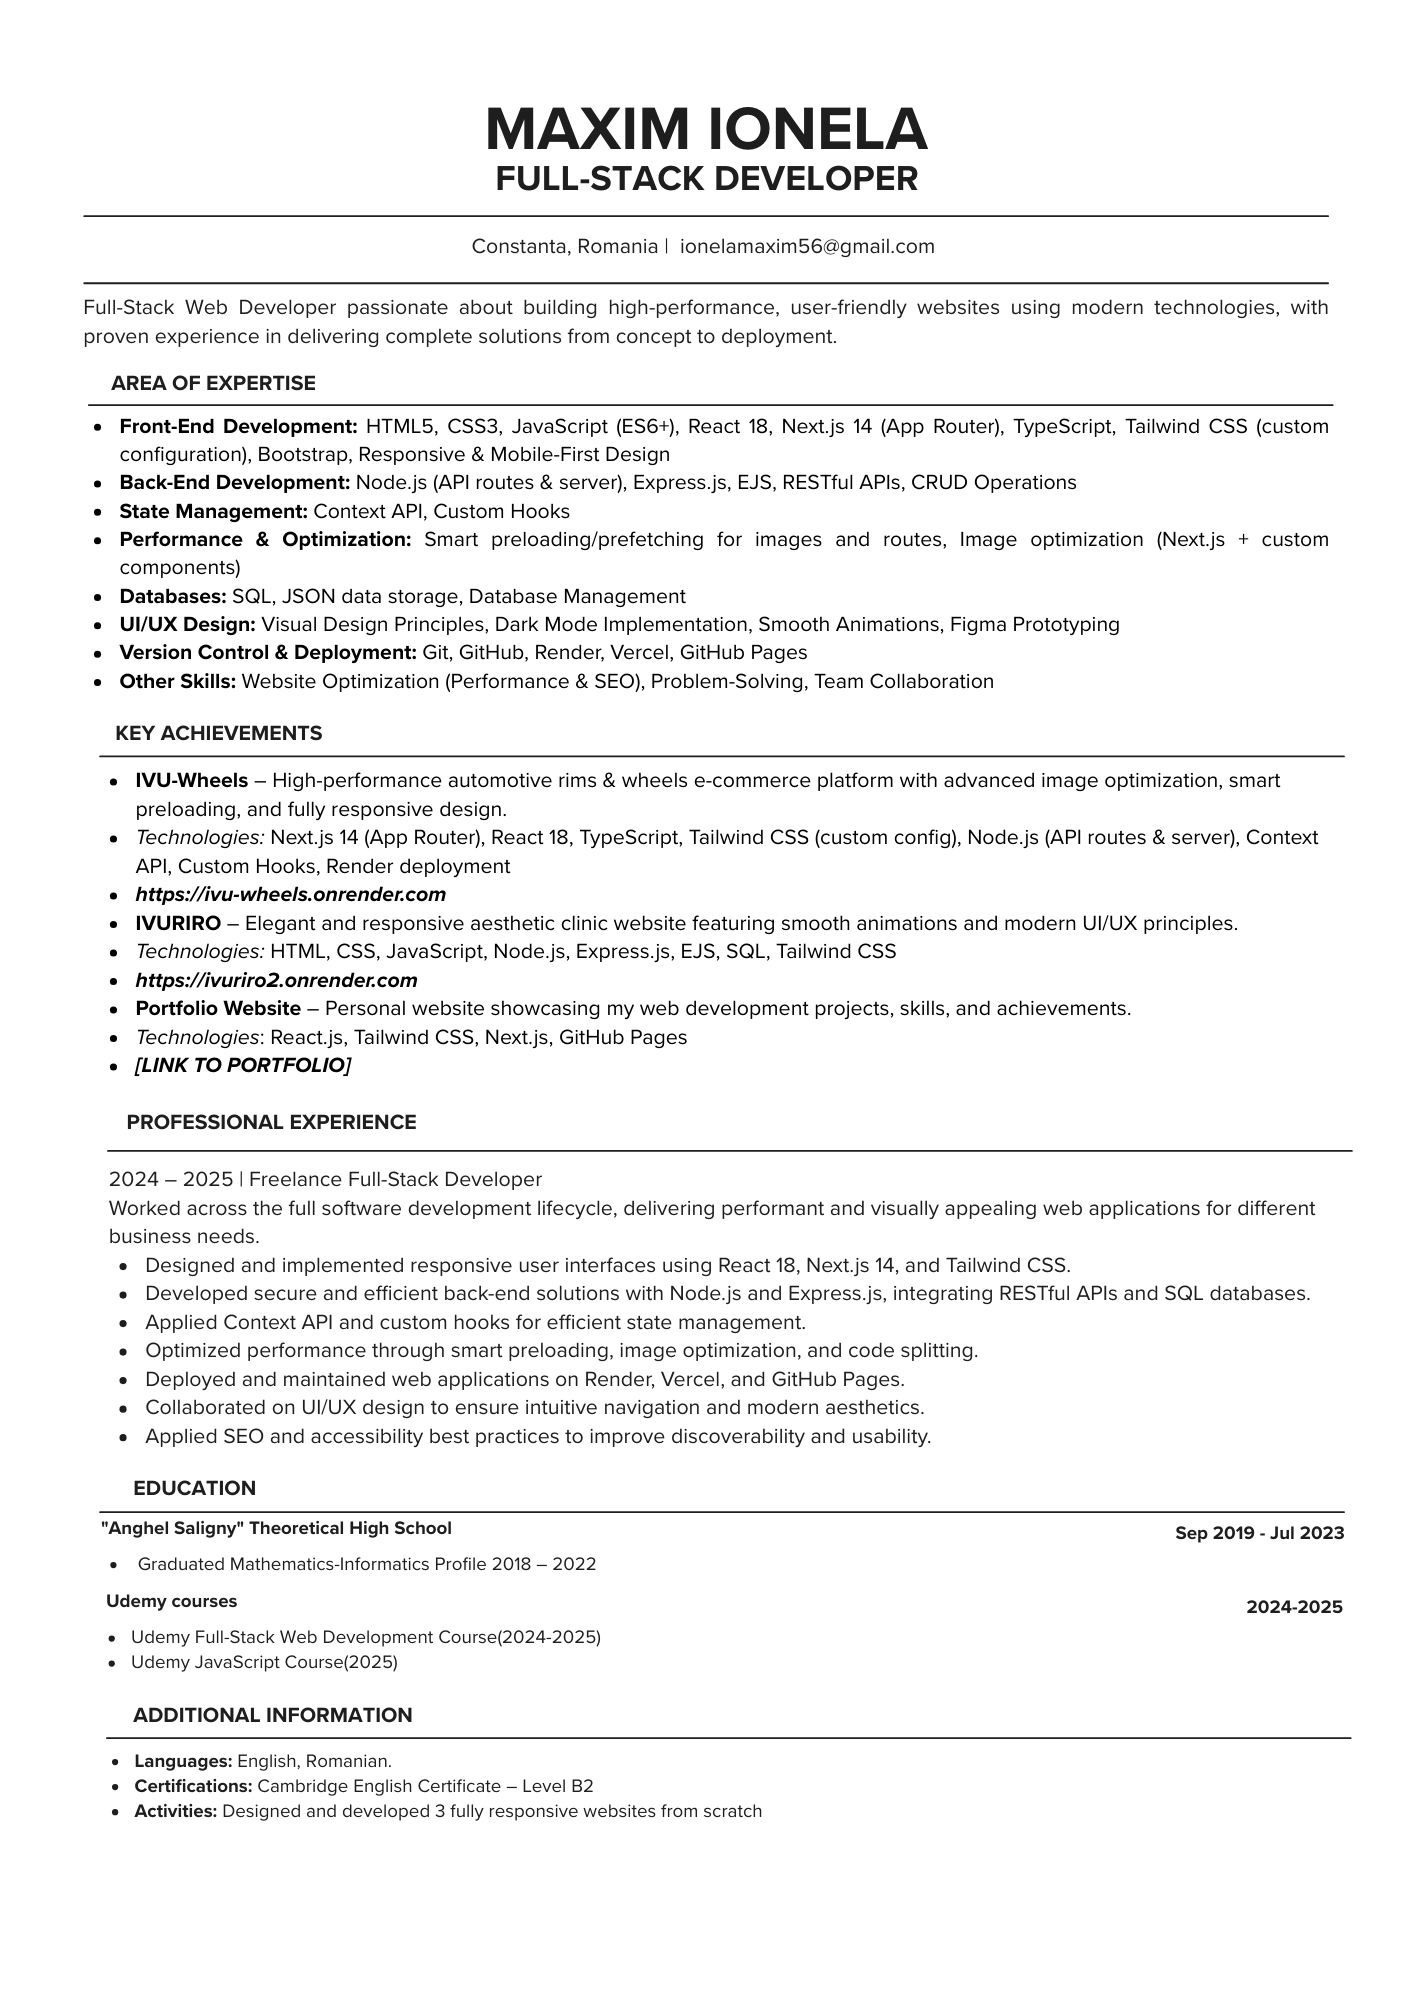 MAXIM IONELA
FULL-STACK DEVELOPER
Constanta, Romania | ionelamaxim56@gmail.com
Full-Stack Web Developer passionate about building high-performance, user-friendly websites using modern technologies, with
proven experience in delivering complete solutions from concept to deployment.
AREA OF EXPERTISE
• Front-End Development: HTML5, CSS3, JavaScript (ES6+), React 18, Next.js 14 (App Router), TypeScript, Tailwind CSS (custom
configuration), Bootstrap, Responsive & Mobile-First Design
• Back-End Development: Node.js (API routes & server), Express.js, EJS, RESTful APIs, CRUD Operations
• State Management: Context API, Custom Hooks
• Performance & Optimization: Smart preloading/prefetching for images and routes, Image optimization (Next.js + custom
components)
• Databases: SQL, JSON data storage, Database Management
• UI/UX Design: Visual Design Principles, Dark Mode Implementation, Smooth Animations, Figma Prototyping
• Version Control & Deployment: Git, GitHub, Render, Vercel, GitHub Pages
• Other Skills: Website Optimization (Performance & SEO), Problem-Solving, Team Collaboration
KEY ACHIEVEMENTS
• IVU-Wheels – High-performance automotive rims & wheels e-commerce platform with advanced image optimization, smart
preloading, and fully responsive design.
• Technologies: Next.js 14 (App Router), React 18, TypeScript, Tailwind CSS (custom config), Node.js (API routes & server), Context
API, Custom Hooks, Render deployment
• https://ivu-wheels.onrender.com
• IVURIRO – Elegant and responsive aesthetic clinic website featuring smooth animations and modern UI/UX principles.
• Technologies: HTML, CSS, JavaScript, Node.js, Express.js, EJS, SQL, Tailwind CSS
• https://ivuriro2.onrender.com
• Portfolio Website – Personal website showcasing my web development projects, skills, and achievements.
• Technologies: React.js, Tailwind CSS, Next.js, GitHub Pages
• [LINK TO PORTFOLIO]
PROFESSIONAL EXPERIENCE
2024 – 2025 | Freelance Full-Stack Developer
Worked across the full software development lifecycle, delivering performant and visually appealing web applications for different
business needs.
• Designed and implemented responsive user interfaces using React 18, Next.js 14, and Tailwind CSS.
• Developed secure and efficient back-end solutions with Node.js and Express.js, integrating RESTful APIs and SQL databases.
• Applied Context API and custom hooks for efficient state management.
• Optimized performance through smart preloading, image optimization, and code splitting.
• Deployed and maintained web applications on Render, Vercel, and GitHub Pages.
• Collaborated on UI/UX design to ensure intuitive navigation and modern aesthetics.
• Applied SEO and accessibility best practices to improve discoverability and usability.
EDUCATION
"Anghel Saligny" Theoretical High School Sep 2019 - Jul 2023
• Graduated Mathematics-Informatics Profile 2018 – 2022
Udemy courses 2024-2025
• Udemy Full-Stack Web Development Course(2024-2025)
• Udemy JavaScript Course(2025)
ADDITIONAL INFORMATION
• Languages: English, Romanian.
• Certifications: Cambridge English Certificate – Level B2
• Activities: Designed and developed 3 fully responsive websites from scratch